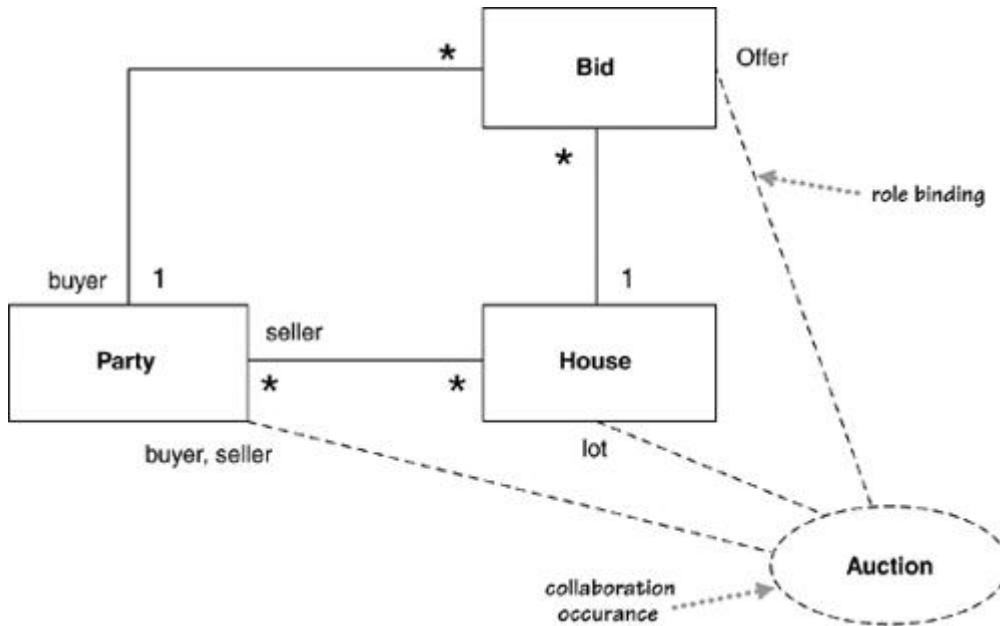 *
Bid
Offer
*
role binding
buyer
1
1
Party
seller
House
*
*
buyer, seller
lot
Auction
collaboration
occurance